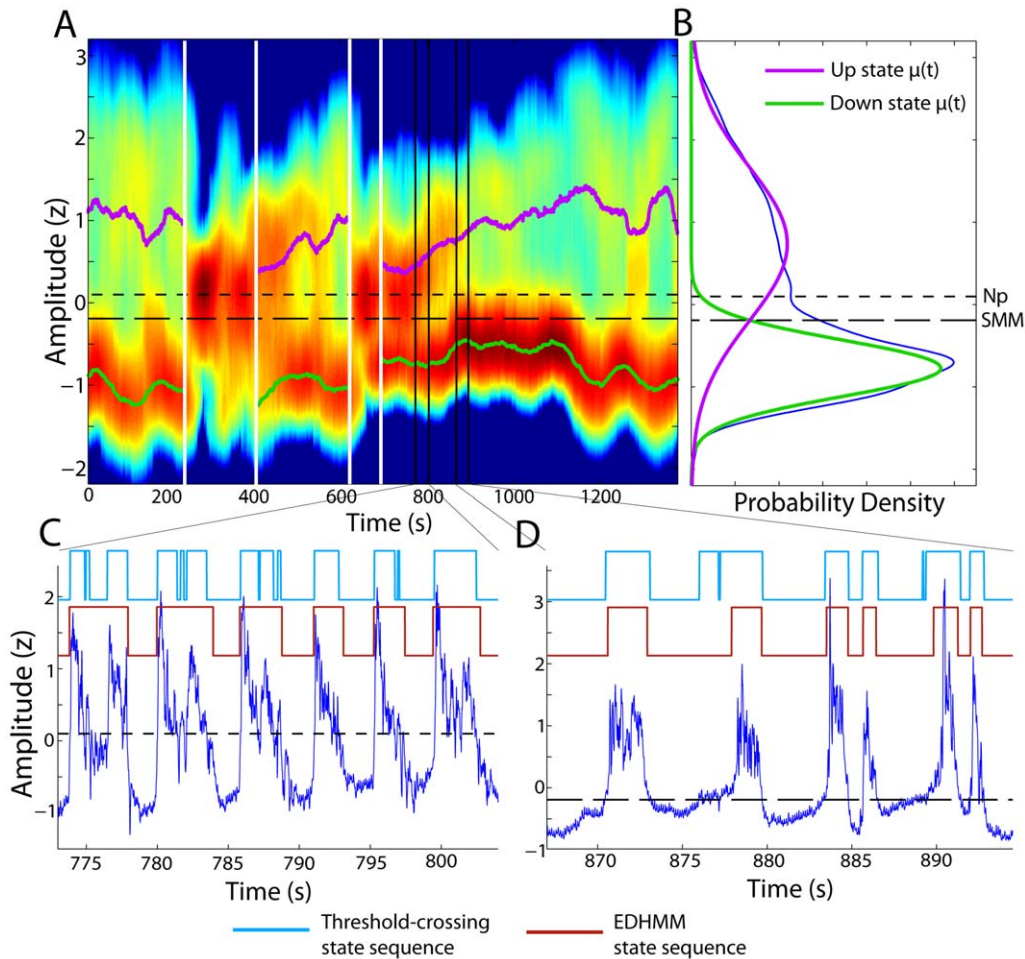 A
B
3
2
1
0
−1
−2
Amplitude (z)
0 200 400 600 800 1000 1200
Time (s)
Up state μ(t)
Down state μ(t)
Np
SMM
Probability Density
C
D
2
1
0
−1
Amplitude (z)
775 780 785 790 795 800
Time (s)
3
2
1
0
−1
870 875 880 885 890
Time (s)
Threshold-crossing
state sequence
EDHMM
state sequence